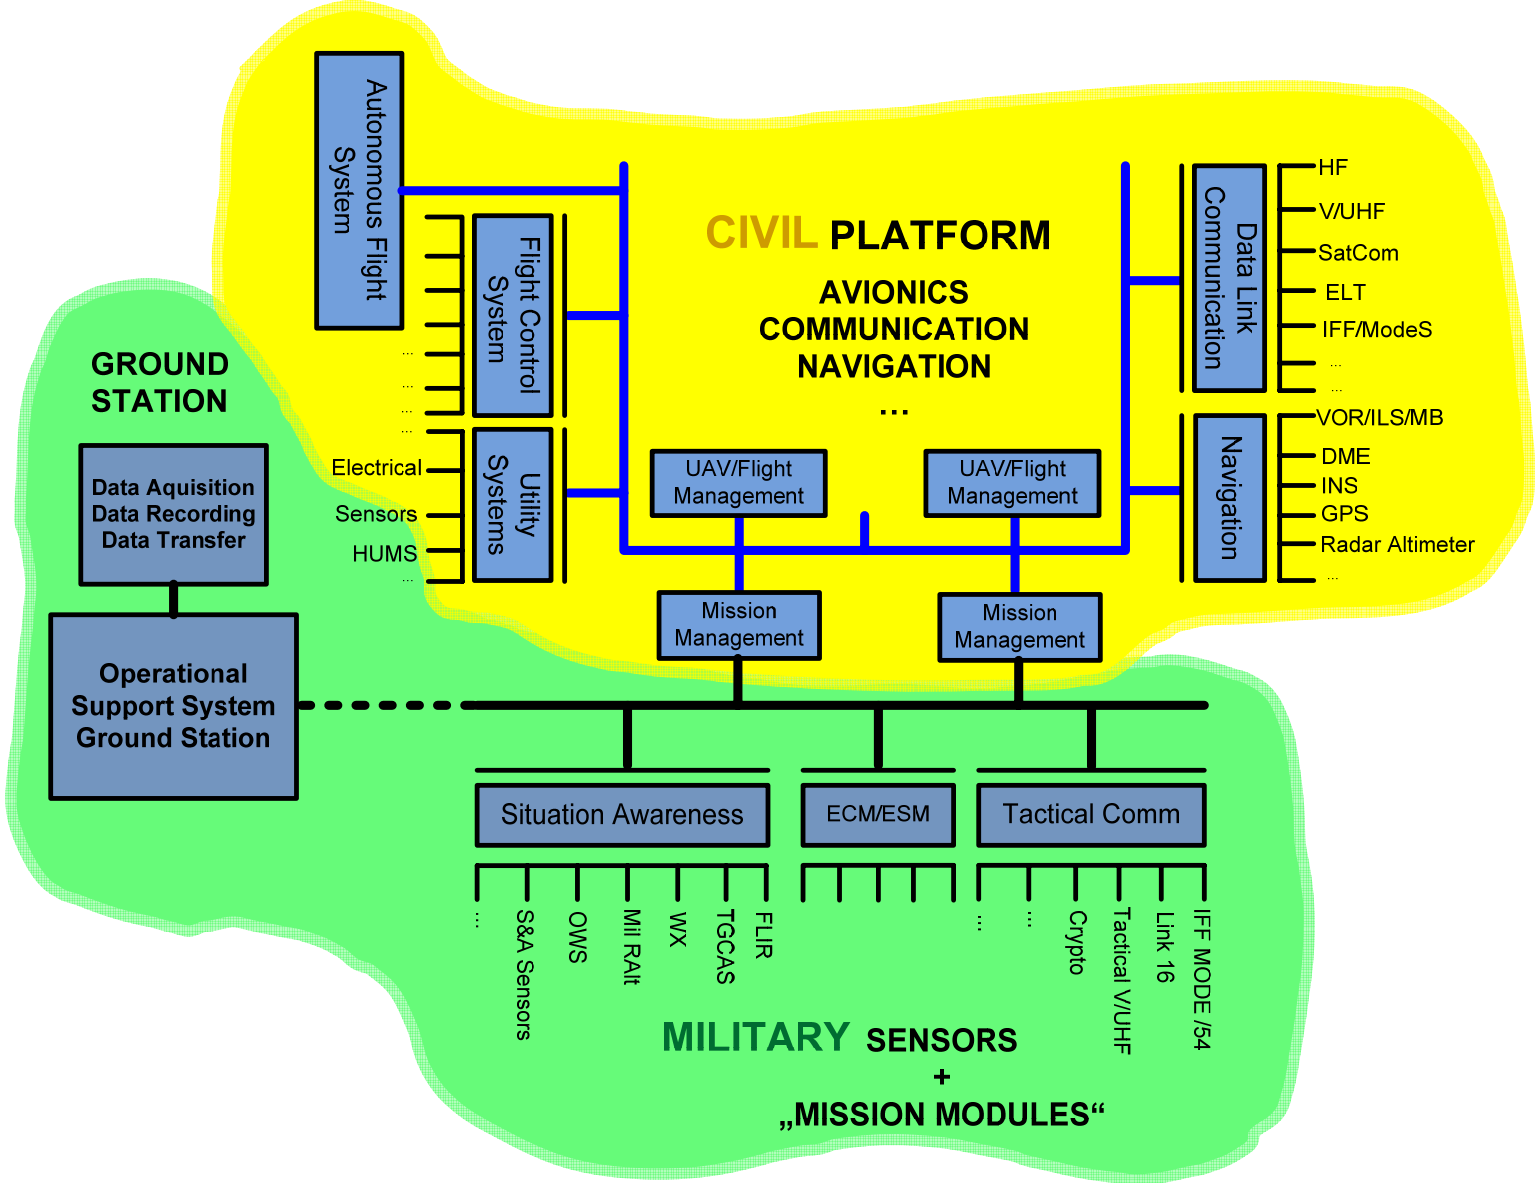 Autonomous Flight
System
CIVIL PLATFORM
AVIONICS
COMMUNICATION
NAVIGATION
...
Flight Control
System
...
...
...
...
Utility
Systems
Electrical
Sensors
HUMS
...
Data Link
Communication
HF
V/UHF
SatCom
ELT
IFF/ModeS
...
...
Navigation
VOR/ILS/MB
DME
INS
GPS
Radar Altimeter
...
UAV/Flight
Management
UAV/Flight
Management
Mission
Management
Mission
Management
GROUND
STATION
Data Aquisition
Data Recording
Data Transfer
Operational
Support System
Ground Station
Situation Awareness
...
S&A Sensors
OWS
Mil RAlt
WX
TGCAS
FLIR
ECM/ESM
Tactical Comm
...
...
Crypto
Tactical V/UHF
Link 16
IFF MODE /54
MILITARY SENSORS
+
„MISSION MODULES“